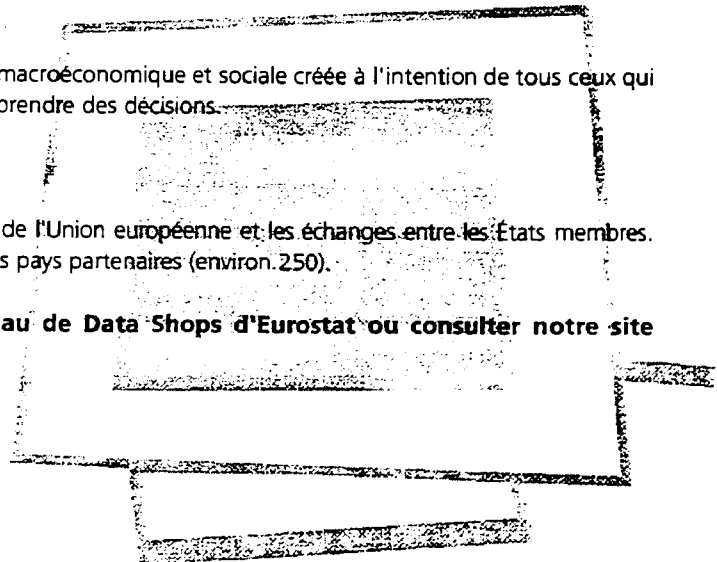 macroéconomique et sociale créée à l'intention de tous ceux qui
prendre des décisions.
de l'Union européenne et les échanges entre les États membres.
s pays partenaires (environ 250).
au de Data Shops d'Eurostat ou consulter notre site